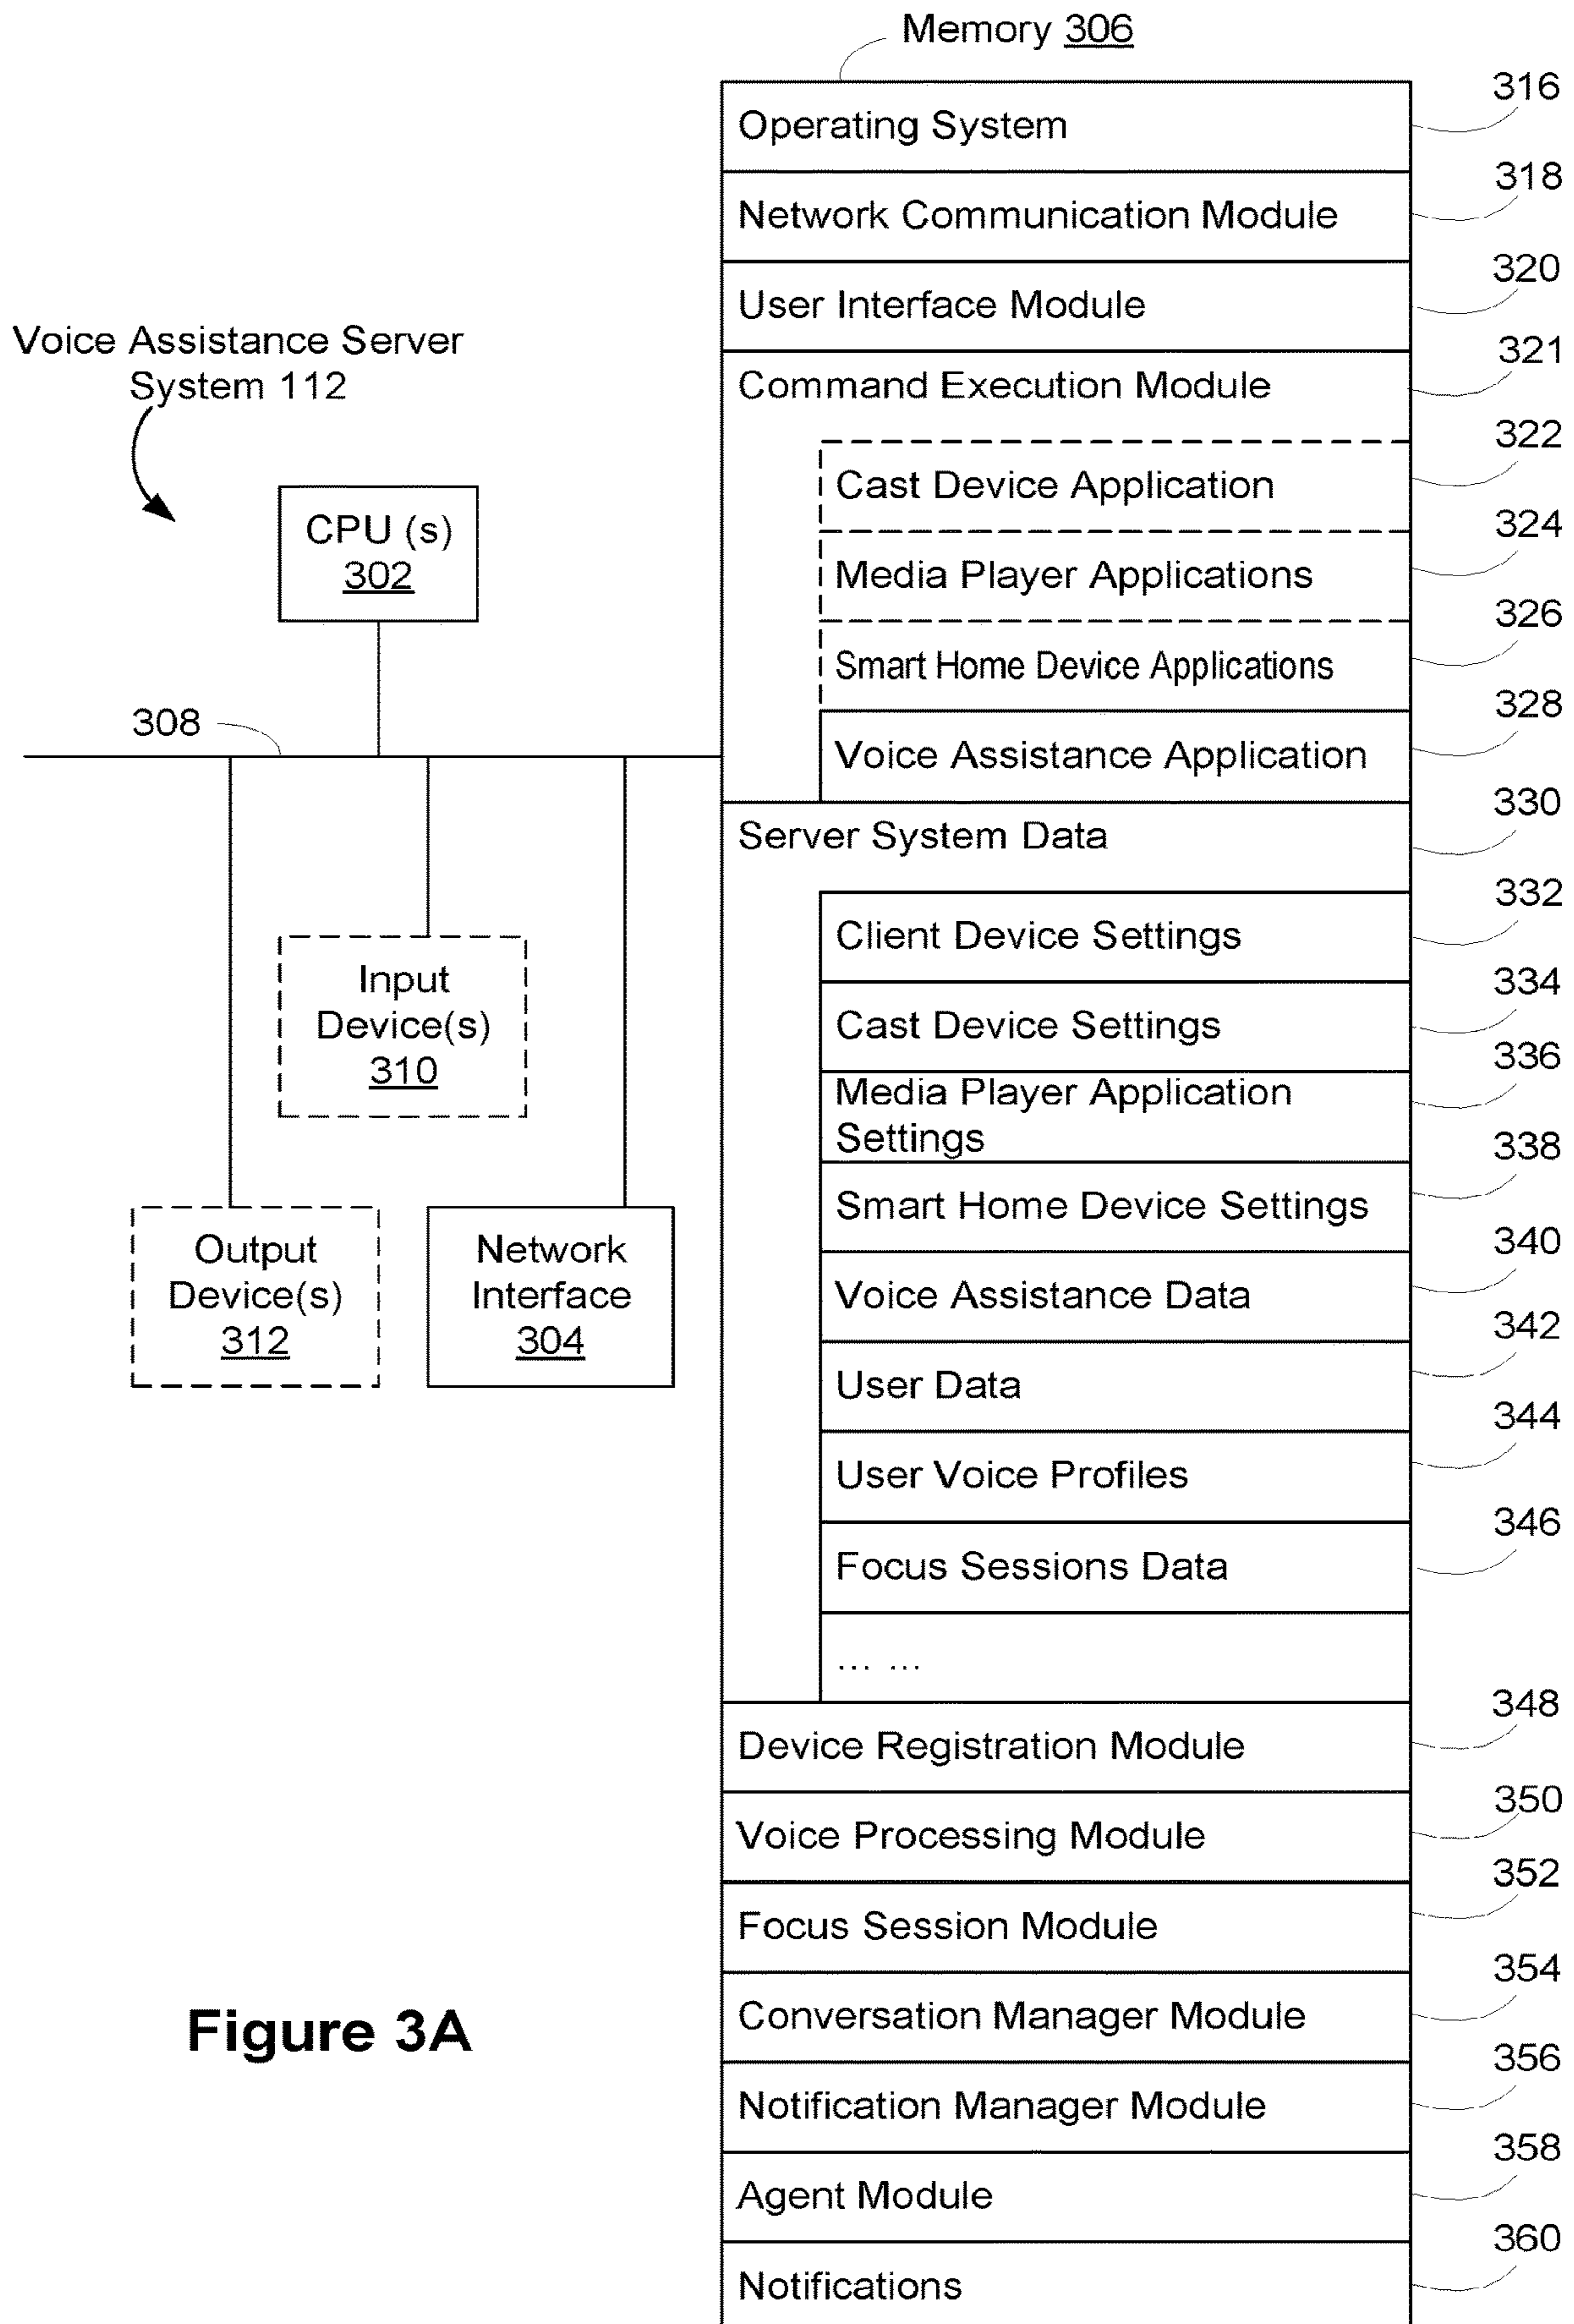 Memory 306
Operating System
316
Network Communication Module
318
User Interface Module
320
Voice Assistance Server
System 112
Command Execution Module
321
Cast Device Application
322
CPU (s)
302
Media Player Applications
324
Smart Home Device Applications
326
308
Voice Assistance Application
328
Server System Data
330
Client Device Settings
332
Input
Device(s)
310
Cast Device Settings
334
Media Player Application
Settings
336
Smart Home Device Settings
338
Output
Device(s)
312
Network
Interface
304
Voice Assistance Data
340
User Data
342
User Voice Profiles
344
Focus Sessions Data
346
... ...
Device Registration Module
348
Voice Processing Module
350
Focus Session Module
352
Conversation Manager Module
354
Figure 3A
Notification Manager Module
356
Agent Module
358
Notifications
360